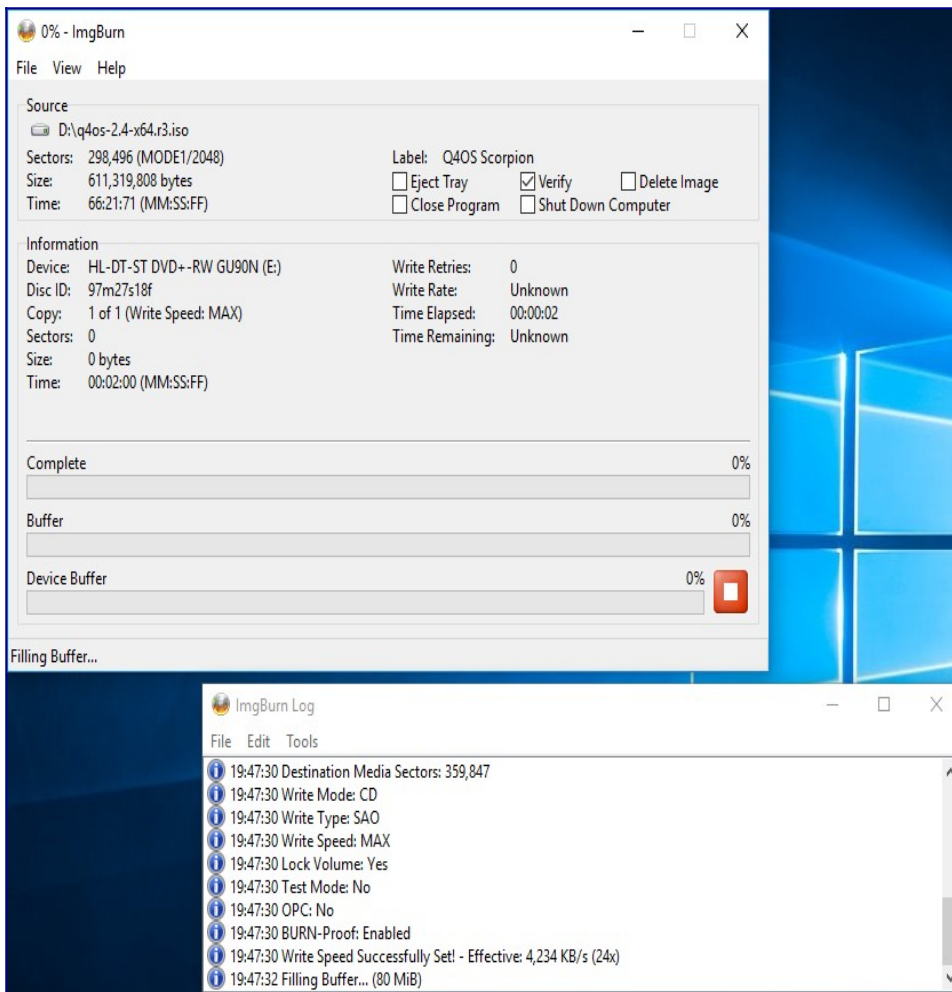 0% - ImgBurn
File View Help
Source
D:\q4os-2.4-x64.r3.iso
Sectors: 298,496 (MODE1/2048)
Label: Q4OS Scorpion
Size: 611,319,808 bytes
Eject Tray Verify Delete Image
Time: 66:21:71 (MM:SS:FF)
Close Program Shut Down Computer
Information
Device: HL-DT-ST DVD+-RW GU90N (E:)
Write Retries: 0
Disc ID: 97m27s18f
Write Rate: Unknown
Copy: 1 of 1 (Write Speed: MAX)
Time Elapsed: 00:00:02
Sectors: 0
Time Remaining: Unknown
Size: 0 bytes
Time: 00:02:00 (MM:SS:FF)
Complete 0%
Buffer 0%
Device Buffer 0%
Filling Buffer...
ImgBurn Log
File Edit Tools
19:47:30 Destination Media Sectors: 359,847
19:47:30 Write Mode: CD
19:47:30 Write Type: SAO
19:47:30 Write Speed: MAX
19:47:30 Lock Volume: Yes
19:47:30 Test Mode: No
19:47:30 OPC: No
19:47:30 BURN-Proof: Enabled
19:47:30 Write Speed Successfully Set! - Effective: 4,234 KB/s (24x)
19:47:32 Filling Buffer... (80 MiB)